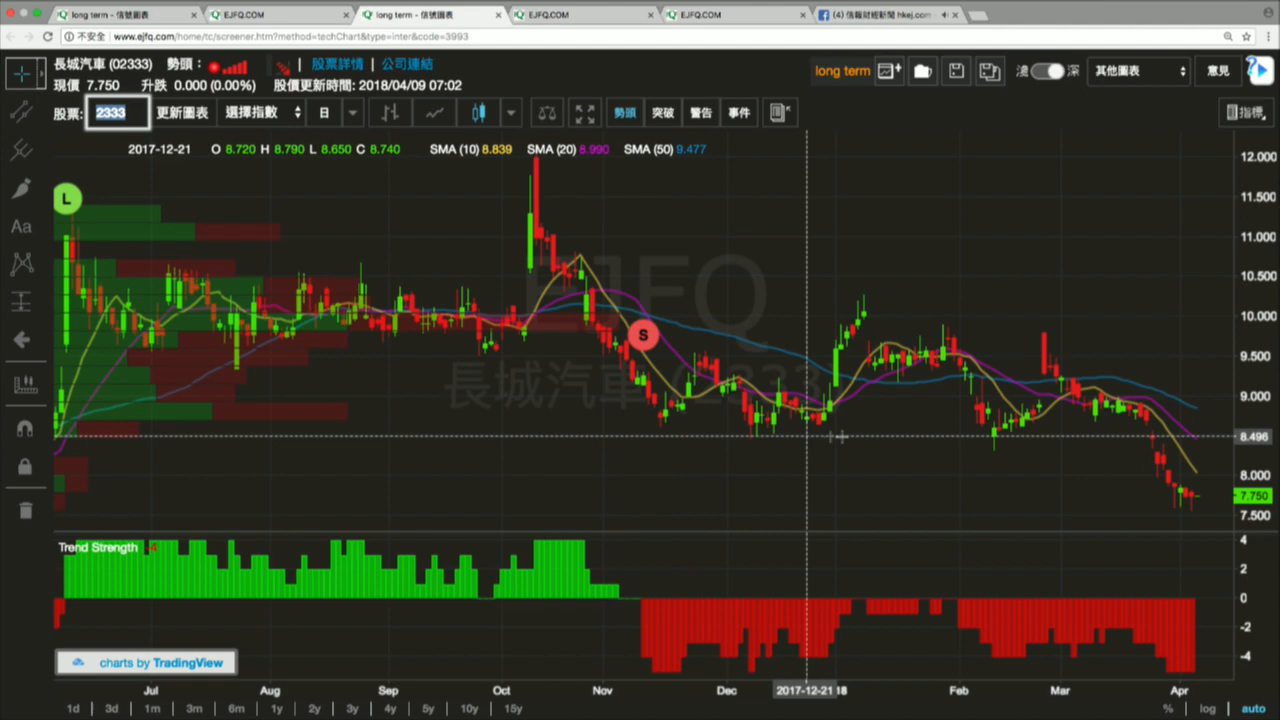 long term - 信號圖表
EJFQ.COM
long term - 信號圖表
EJFQ.COM
EJFQ.COM
(4) 信報財經新聞 hkej.com
不安全
www.ejfq.com/home/tc/screener.htm?method=techChart&type=inter&code=3993
長城汽車 (02333) 勢頭：
股票詳情
公司連結
long term
淺
深
其他圖表
意見
現價 7.750 升跌 0.000 (0.00%) 股價更新時間: 2018/04/09 07:02
股票: 2333 更新圖表 選擇指數 日
勢頭 突破 警告 事件
指標
2017-12-21 O 8.720 H 8.790 L 8.650 C 8.740 SMA (10) 8.839 SMA (20) 8.990 SMA (50) 9.477
12.000
L
11.500
11.000
10.500
EJFQ
10.000
S
9.500
長城汽車 (0233
9.000
8.496
8.000
7.750
7.500
Trend Strength -4
4
2
0
-2
-4
charts by TradingView
Jul Aug Sep Oct Nov Dec 2017-12-21 18 Feb Mar Apr
Aa
1d 3d 1m 3m 6m 1y 2y 3y 4y 5y 10y 15y % log auto